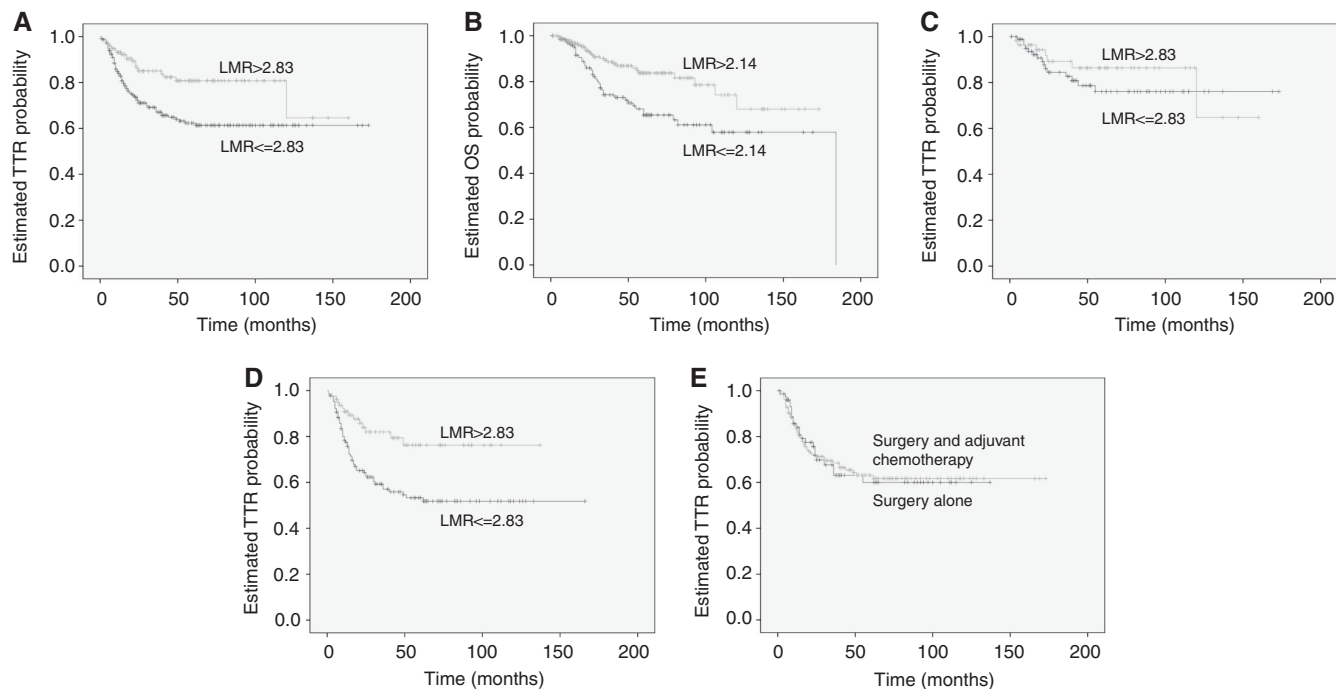 A
Estimated TTR probability
1.0
0.8
0.6
0.4
0.2
0.0
LMR>2.83
LMR<=2.83
0 50 100 150 200
Time (months)
B
Estimated OS probability
1.0
0.8
0.6
0.4
0.2
0.0
LMR>2.14
LMR<=2.14
0 50 100 150 200
Time (months)
C
Estimated TTR probability
1.0
0.8
0.6
0.4
0.2
0.0
LMR>2.83
LMR<=2.83
0 50 100 150 200
Time (months)
D
Estimated TTR probability
1.0
0.8
0.6
0.4
0.2
0.0
LMR>2.83
LMR<=2.83
0 50 100 150 200
Time (months)
E
Estimated TTR probability
1.0
0.8
0.6
0.4
0.2
0.0
Surgery and adjuvant
chemotherapy
Surgery alone
0 50 100 150 200
Time (months)